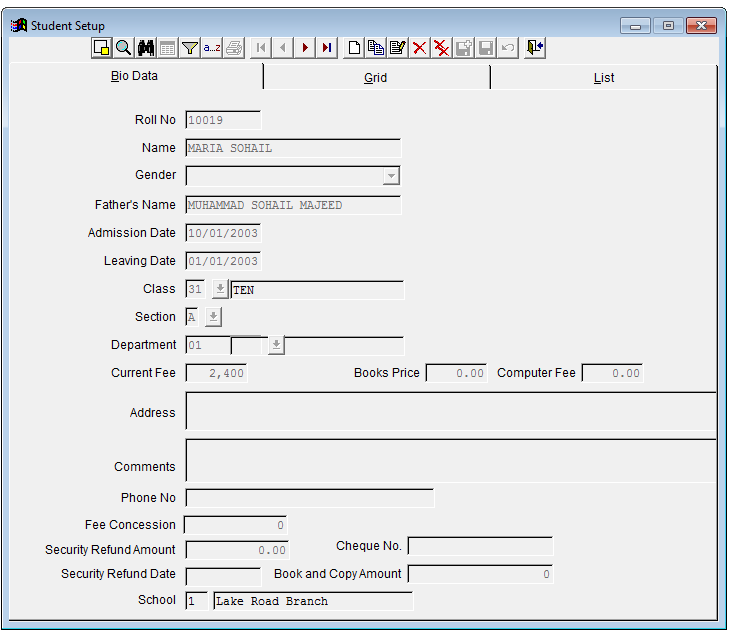 Student Setup
a..z
Bio Data Grid List
Roll No 10019
Name MARIA SOHAIL
Gender
Father's Name MUHAMMAD SOHAIL MAJEED
Admission Date 10/01/2003
Leaving Date 01/01/2003
Class 31 TEN
Section A
Department 01
Current Fee 2,400 Books Price 0.00 Computer Fee 0.00
Address
Comments
Phone No
Fee Concession 0
Security Refund Amount 0.00 Cheque No.
Security Refund Date Book and Copy Amount 0
School 1 Lake Road Branch